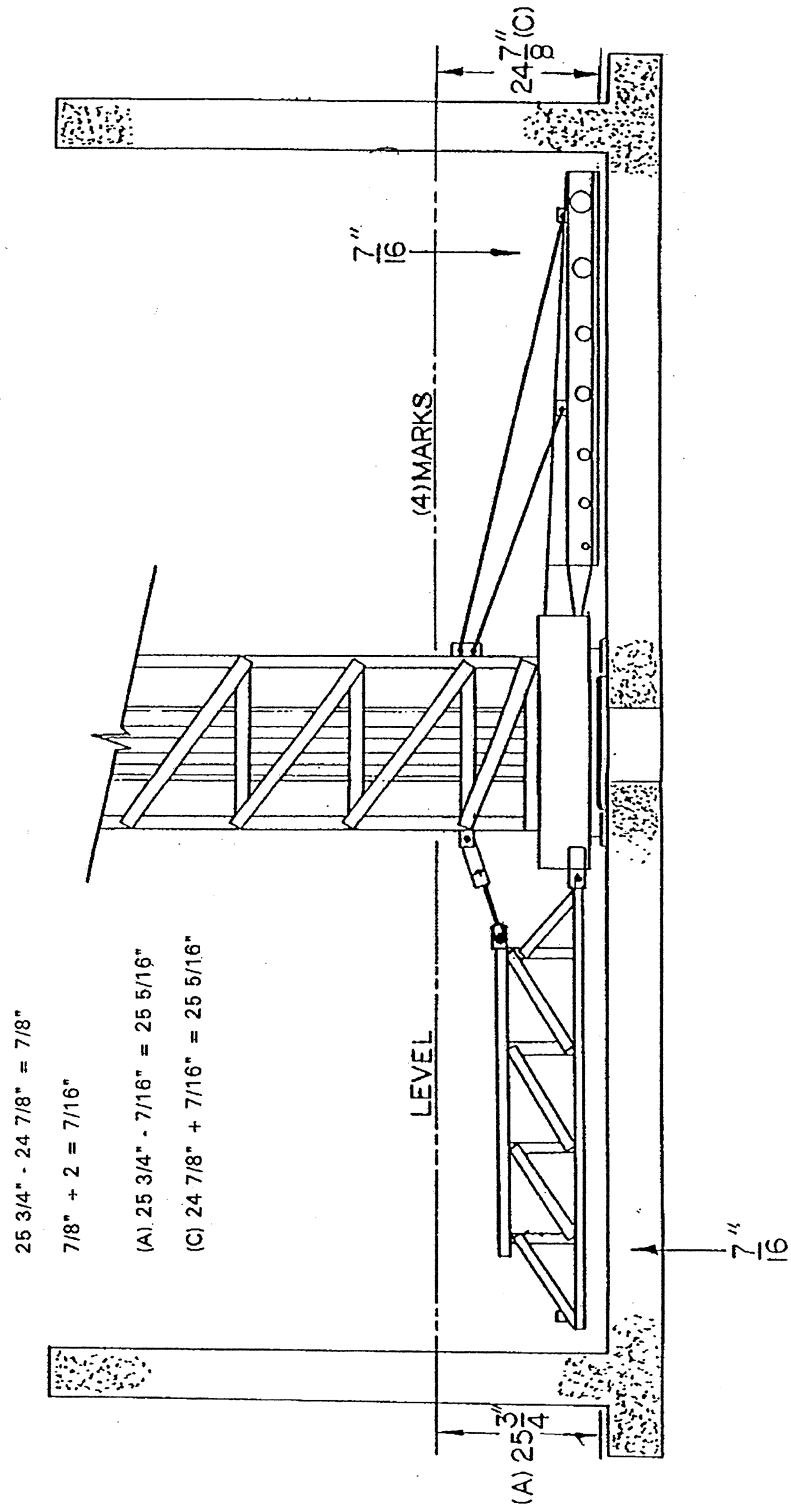 25 3/4" - 24 7/8" = 7/8"
7/8" ÷ 2 = 7/16"
(A) 25 3/4" - 7/16" = 25 5/16"
(C) 24 7/8" + 7/16" = 25 5/16"
LEVEL
(4) MARKS
7/16"
(A) 25 3/4"
24 7/8" (C)
7/16"